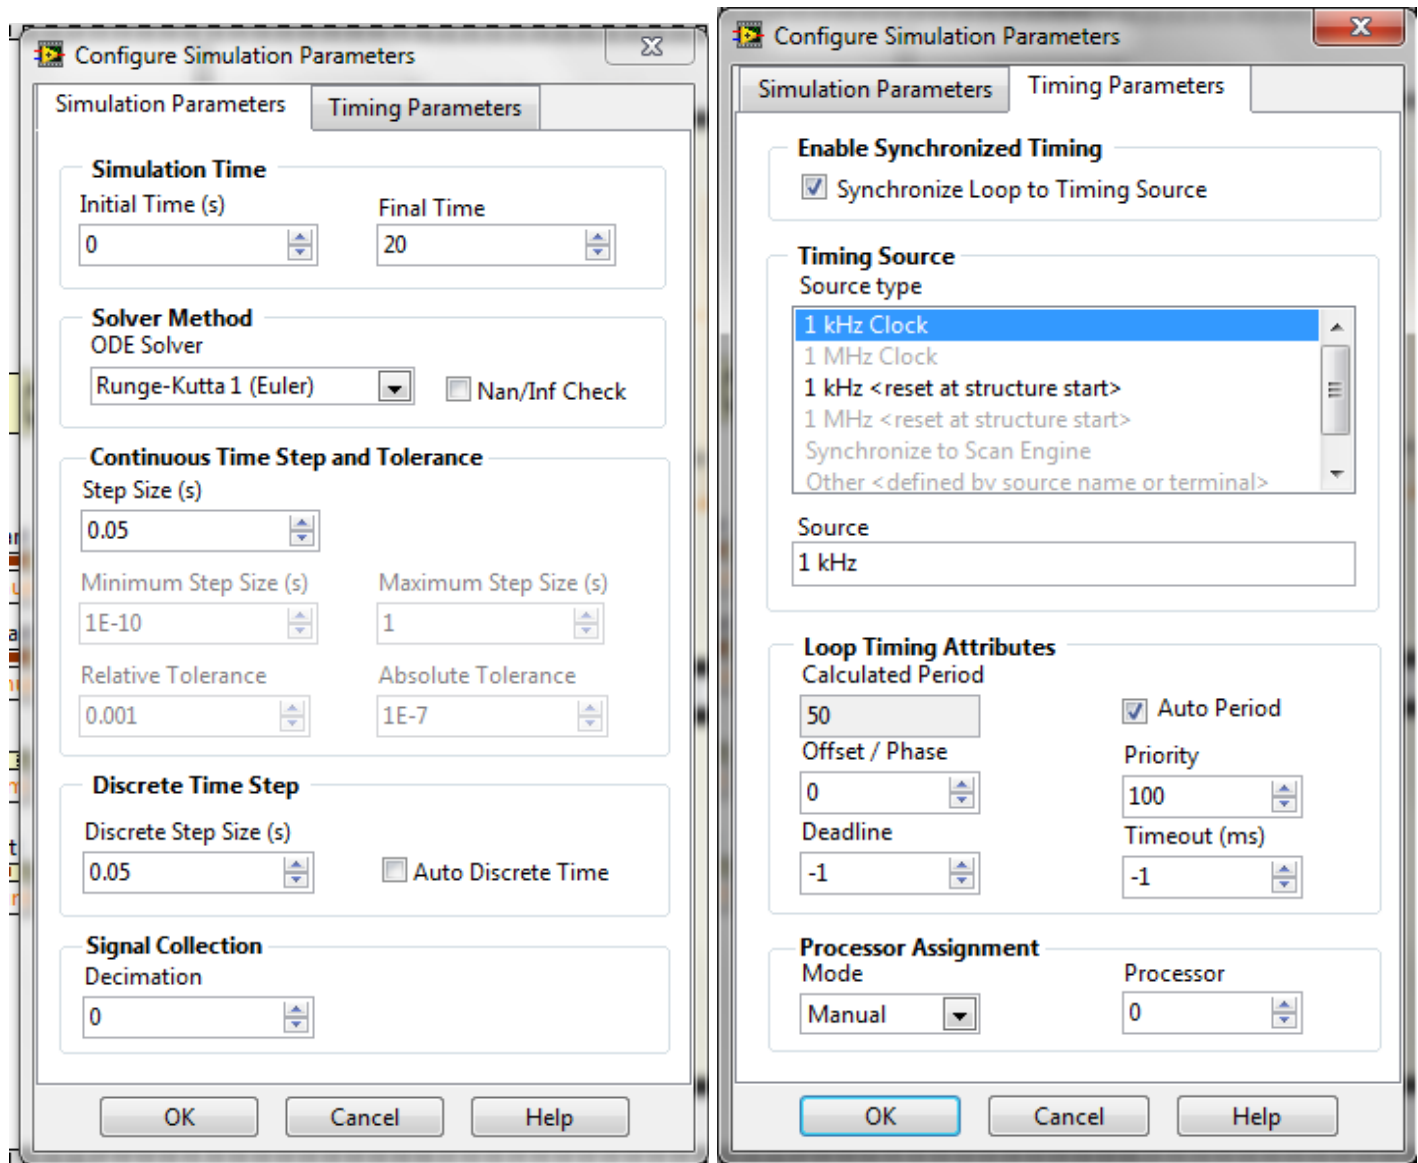 Configure Simulation Parameters
Simulation Parameters
Timing Parameters
Simulation Time
Initial Time (s)
Final Time
0
20
Solver Method
ODE Solver
Runge-Kutta 1 (Euler)
Nan/Inf Check
Continuous Time Step and Tolerance
Step Size (s)
0.05
Minimum Step Size (s)
Maximum Step Size (s)
1E-10
1
Relative Tolerance
Absolute Tolerance
0.001
1E-7
Discrete Time Step
Discrete Step Size (s)
0.05
Auto Discrete Time
Signal Collection
Decimation
0
OK
Cancel
Help
Configure Simulation Parameters
Simulation Parameters
Timing Parameters
Enable Synchronized Timing
Synchronize Loop to Timing Source
Timing Source
Source type
1 kHz Clock
1 MHz Clock
1 kHz <reset at structure start>
1 MHz <reset at structure start>
Synchronize to Scan Engine
Other <defined by source name or terminal>
Source
1 kHz
Loop Timing Attributes
Calculated Period
50
Auto Period
Offset / Phase
Priority
0
100
Deadline
Timeout (ms)
-1
-1
Processor Assignment
Mode
Processor
Manual
0
OK
Cancel
Help